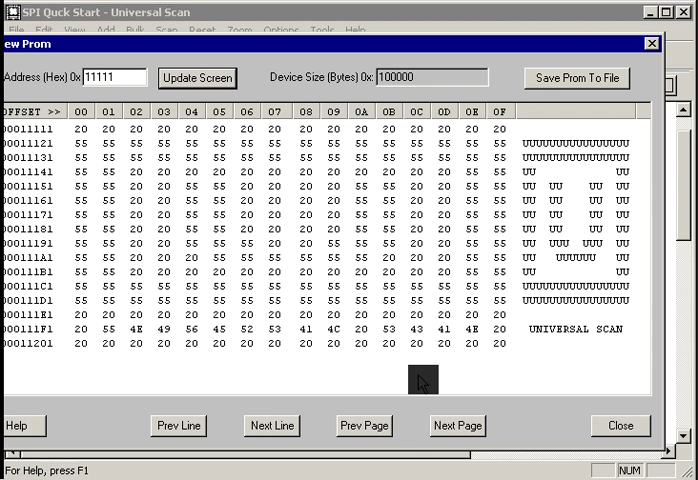 SPI Quck Start - Universal Scan
File Edit View Add Bulk Scan Reset Zoom Options Tools Help
ew Prom
Address (Hex) 0x 11111 Update Screen Device Size (Bytes) 0x: 100000 Save Prom To File
OFFSET >> 00 01 02 03 04 05 06 07 08 09 0A 0B 0C 0D 0E 0F
00011111 20 20 20 20 20 20 20 20 20 20 20 20 20 20 20 20
00011121 55 55 55 55 55 55 55 55 55 55 55 55 55 55 55 55 UUUUUUUUUUUUUUUU
00011131 55 55 55 55 55 55 55 55 55 55 55 55 55 55 55 55 UUUUUUUUUUUUUUUU
00011141 55 55 20 20 20 20 20 20 20 20 20 20 20 20 55 55 UU UU
00011151 55 55 20 20 55 55 20 20 20 20 55 55 20 20 55 55 UU UU UU UU
00011161 55 55 20 20 55 55 20 20 20 20 55 55 20 20 55 55 UU UU UU UU
00011171 55 55 20 20 55 55 20 20 20 20 55 55 20 20 55 55 UU UU UU UU
00011181 55 55 20 20 55 55 20 20 20 20 55 55 20 20 55 55 UU UU UU UU
00011191 55 55 20 20 55 55 55 20 20 55 55 55 20 20 55 55 UU UUU UUU UU
000111A1 55 55 20 20 20 55 55 55 55 55 55 20 20 20 55 55 UU UUUUUU UU
000111B1 55 55 20 20 20 20 20 20 20 20 20 20 20 20 55 55 UU UU
000111C1 55 55 55 55 55 55 55 55 55 55 55 55 55 55 55 55 UUUUUUUUUUUUUUUU
000111D1 55 55 55 55 55 55 55 55 55 55 55 55 55 55 55 55 UUUUUUUUUUUUUUUU
000111E1 20 20 20 20 20 20 20 20 20 20 20 20 20 20 20 20
000111F1 20 55 4E 49 56 45 52 53 41 4C 20 53 43 41 4E 20 UNIVERSAL SCAN
00011201 20 20 20 20 20 20 20 20 20 20 20 20 20 20 20 20
Help Prev Line Next Line Prev Page Next Page Close
For Help, press F1 NUM